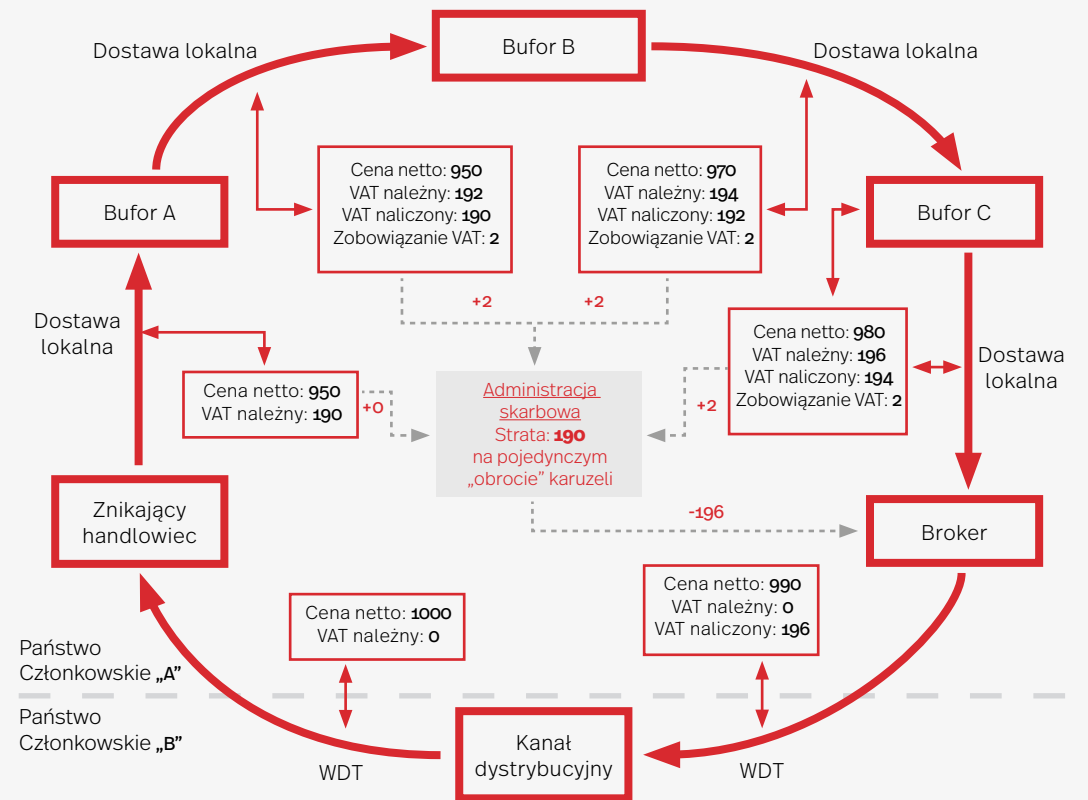 Dostawa lokalna
Bufor B
Dostawa lokalna
Cena netto: 950
VAT należny: 192
VAT naliczony: 190
Zobowiązanie VAT: 2
Cena netto: 970
VAT należny: 194
VAT naliczony: 192
Zobowiązanie VAT: 2
Bufor A
Bufor C
+2
+2
Dostawa
lokalna
Cena netto: 950
VAT należny: 190
+0
Administracja
skarbowa
Strata: 190
na pojedynczym
„obrocie” karuzeli
+2
Cena netto: 980
VAT należny: 196
VAT naliczony: 194
Zobowiązanie VAT: 2
Dostawa
lokalna
Znikający
handlowiec
-196
Broker
Cena netto: 1000
VAT należny: 0
Cena netto: 990
VAT należny: 0
VAT naliczony: 196
Państwo
Członkowskie „A”
Państwo
Członkowskie „B”
WDT
Kanał
dystrybucyjny
WDT